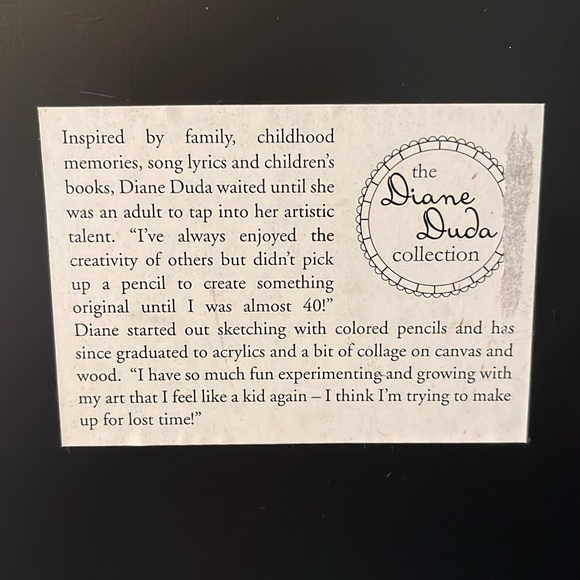 Inspired by family, childhood
memories, song lyrics and children's
books, Diane Duda waited until she
was an adult to tap into her artistic
talent. “I've always enjoyed the
creativity of others but didn't pick
up a pencil to create something
original until I was almost 40!”
Diane started out sketching with colored pencils and has
since graduated to acrylics and a bit of collage on canvas and
wood. “I have so much fun experimenting and growing with
my art that I feel like a kid again – I think I'm trying to make
up for lost time!”
the
Diane
Duda
collection